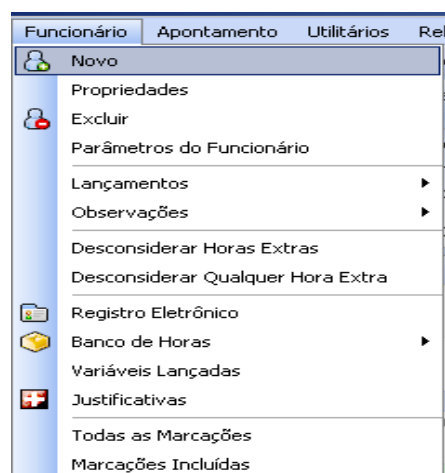 Funcionário Apontamento Utilitários Rel
Novo
Propriedades
Excluir
Parâmetros do Funcionário
Lançamentos
Observações
Desconsiderar Horas Extras
Desconsiderar Qualquer Hora Extra
Registro Eletrônico
Banco de Horas
Variáveis Lançadas
Justificativas
Todas as Marcações
Marcações Incluídas